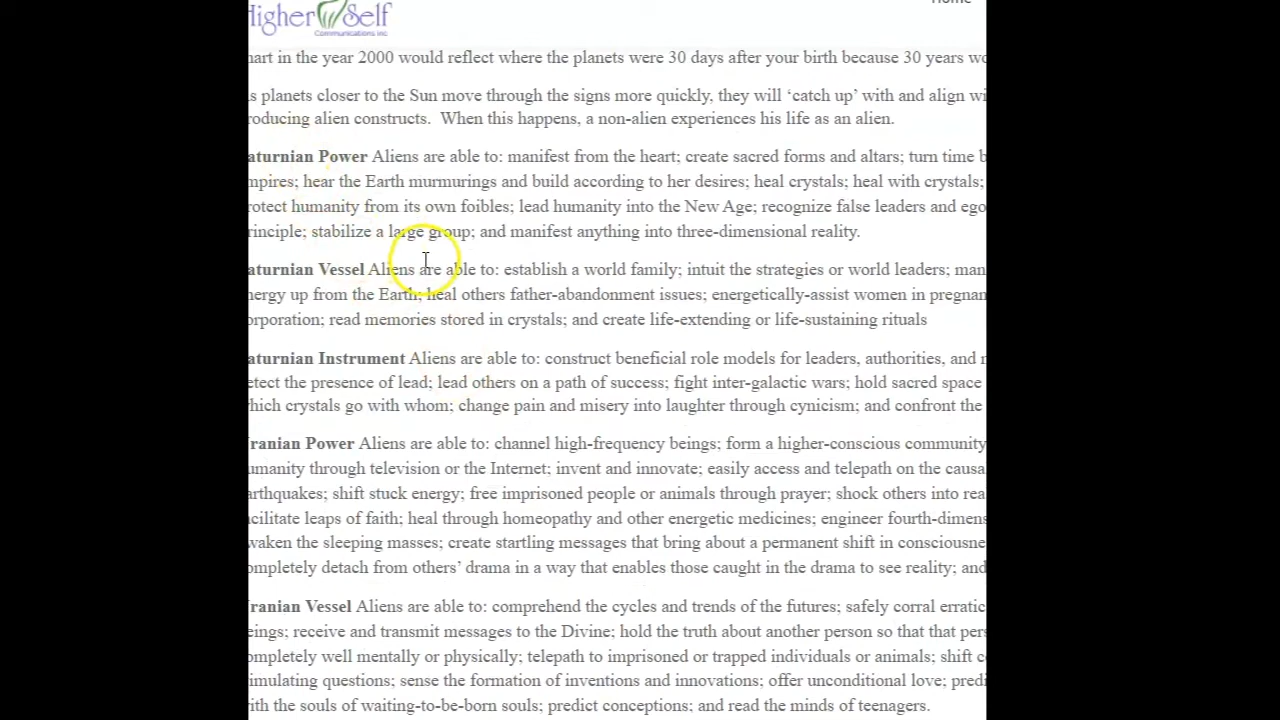 Higher Self
Communications Inc
Home
in the year 2000 would reflect where the planets were 30 days after your birth because 30 years
planets closer to the Sun move through the signs more quickly, they will ‘catch up’ with and align
alien constructs. When this happens, a non-alien experiences his life as an alien.
aturnian Power Aliens are able to: manifest from the heart; create sacred forms and altars; turn time
hear the Earth murmurings and build according to her desires; heal crystals; heal with crystals;
rotect humanity from its own foibles; lead humanity into the New Age; recognize false leaders and ego
rinciple; stabilize a large group; and manifest anything into three-dimensional reality.
aturnian Vessel Aliens are able to: establish a world family; intuit the strategies or world leaders; man
nergy up from the Earth; heal others father-abandonment issues; energetically-assist women in pregnan
orporation; read memories stored in crystals; and create life-extending or life-sustaining rituals
aturnian Instrument Aliens are able to: construct beneficial role models for leaders, authorities, and
etect the presence of lead; lead others on a path of success; fight inter-galactic wars; hold sacred space
hich crystals go with whom; change pain and misery into laughter through cynicism; and confront the
ranian Power Aliens are able to: channel high-frequency beings; form a higher-conscious community
umanity through television or the Internet; invent and innovate; easily access and telepath on the causa
arthquakes; shift stuck energy; free imprisoned people or animals through prayer; shock others into rea
acilitate leaps of faith; heal through homeopathy and other energetic medicines; engineer fourth-dimens
waken the sleeping masses; create startling messages that bring about a permanent shift in consciousne
ompletely detach from others’ drama in a way that enables those caught in the drama to see reality; and
ranian Vessel Aliens are able to: comprehend the cycles and trends of the futures; safely corral erratic
eings; receive and transmit messages to the Divine; hold the truth about another person so that that pers
ompletely well mentally or physically; telepath to imprisoned or trapped individuals or animals; shift
imulating questions; sense the formation of inventions and innovations; offer unconditional love; predi
ith the souls of waiting-to-be-born souls; predict conceptions; and read the minds of teenagers.